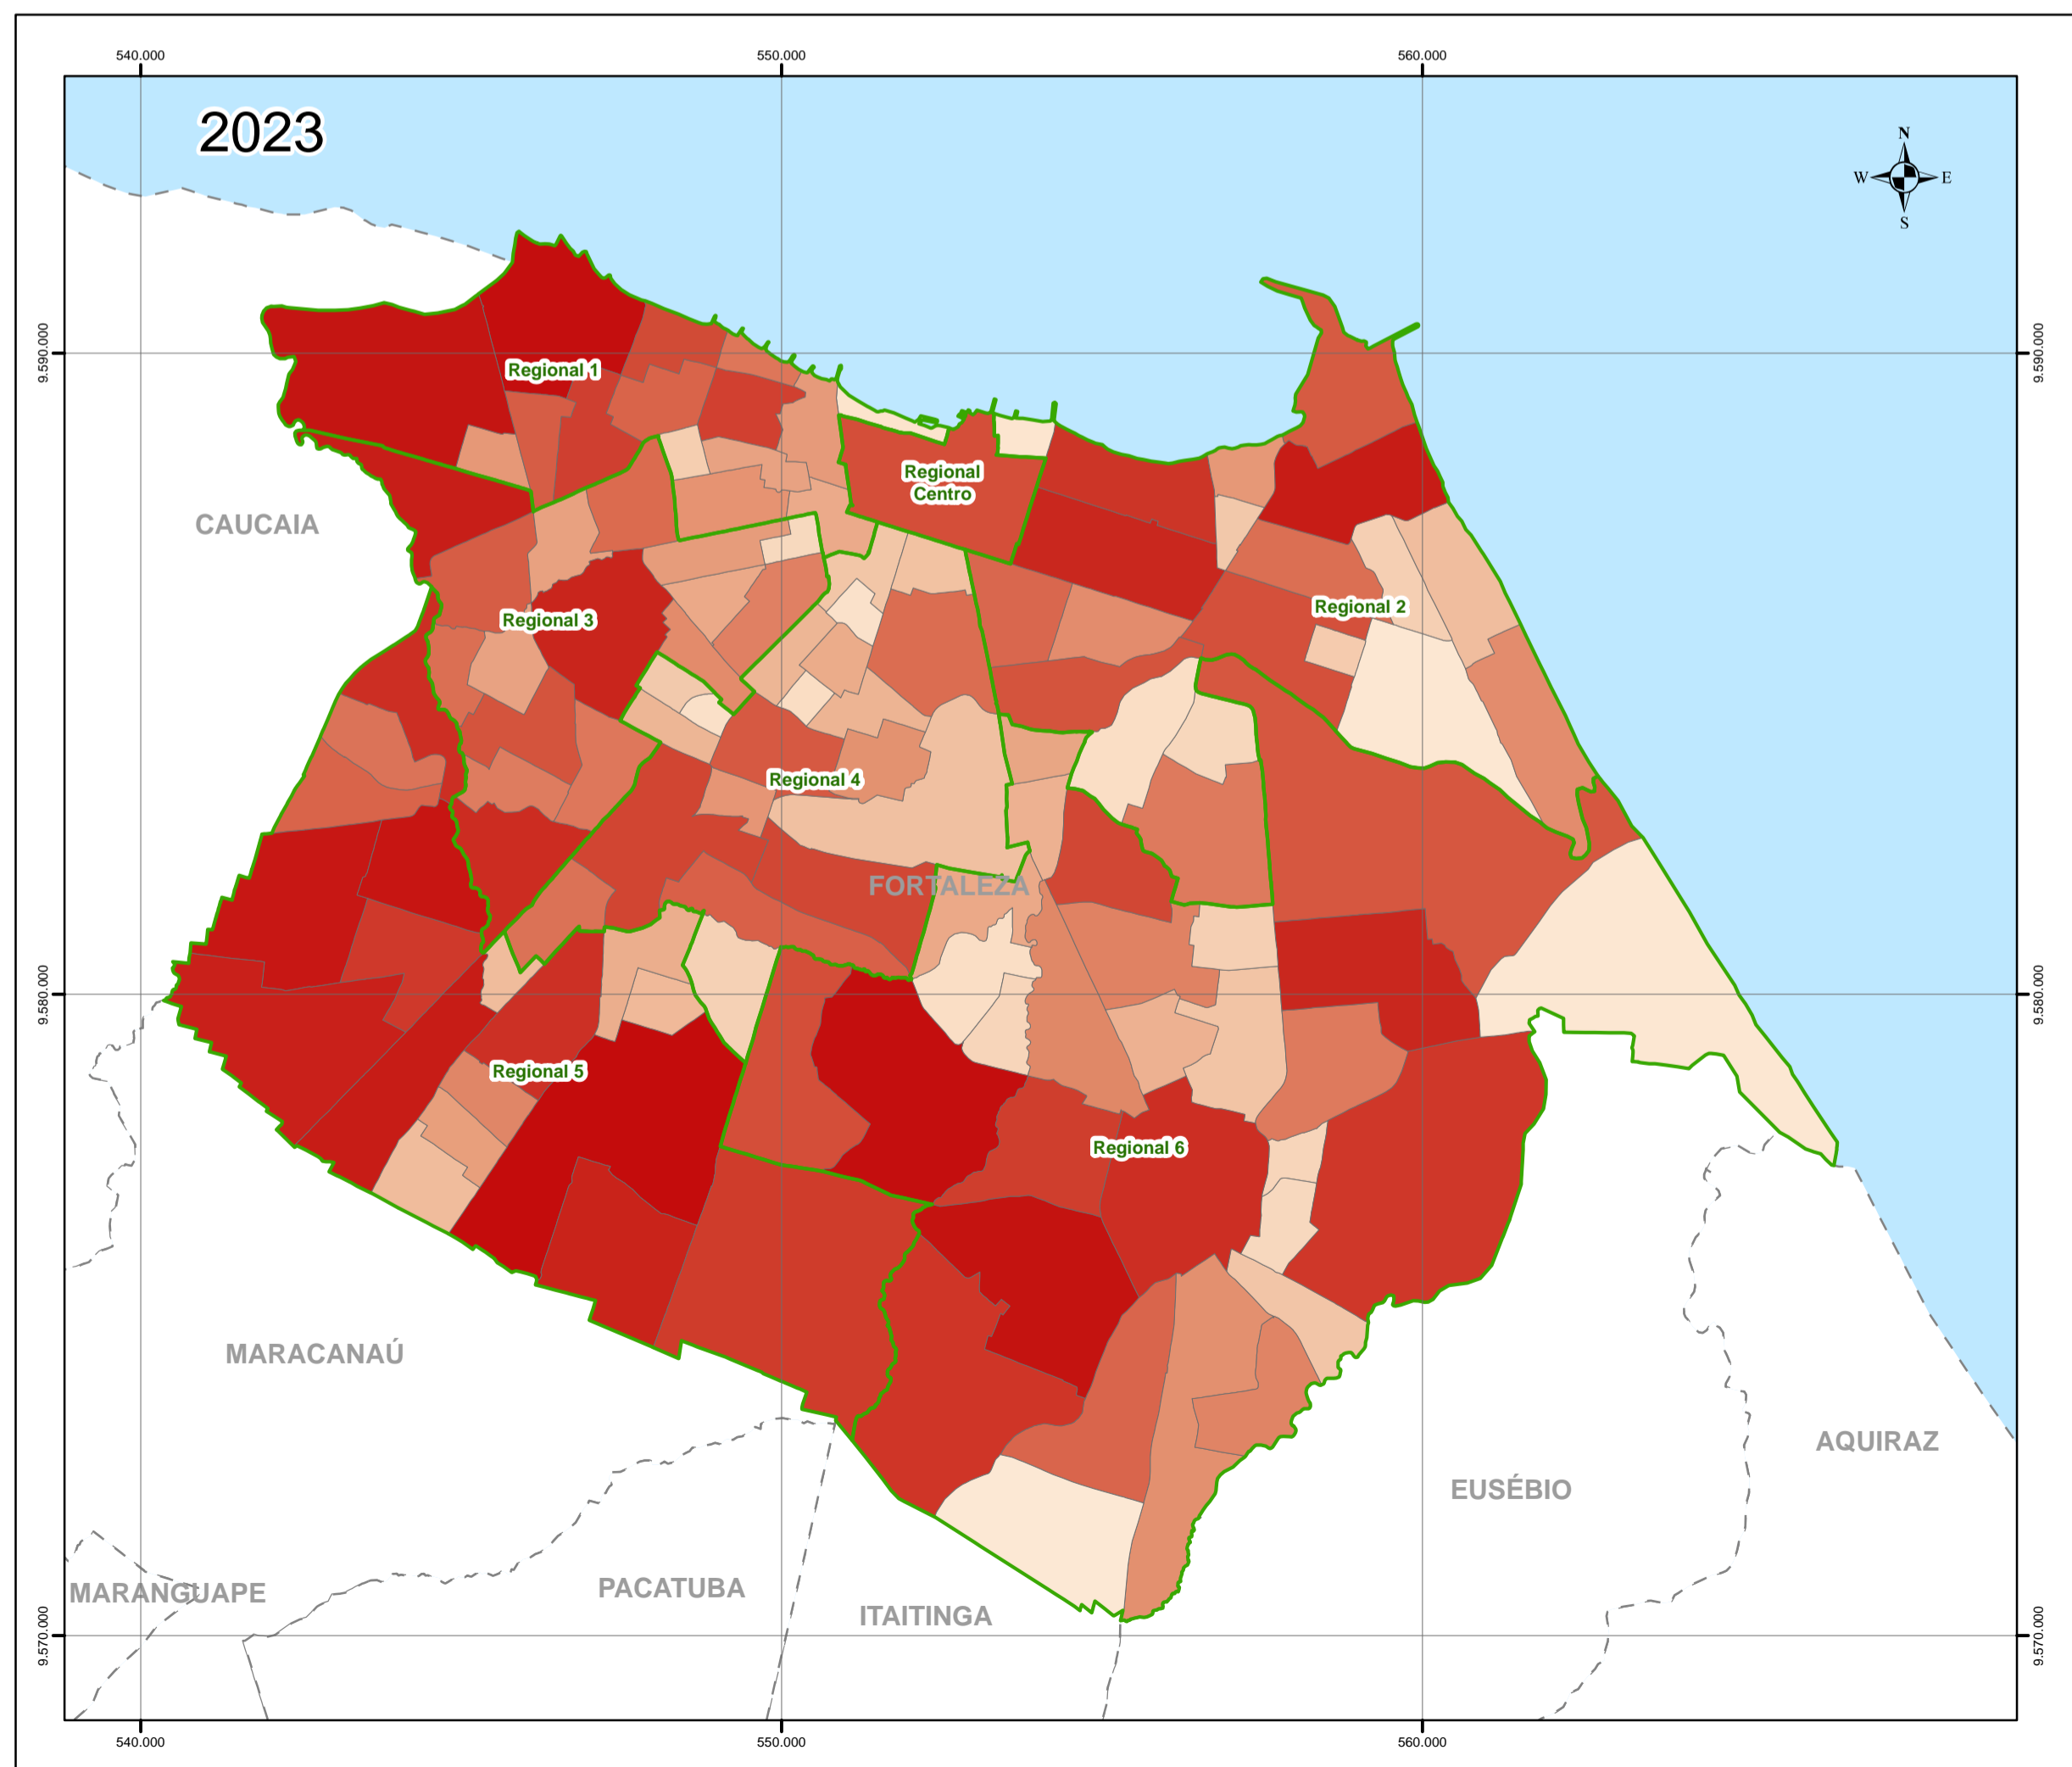 540.000
550.000
560.000
2023
N
W
E
S
9.590.000
9.590.000
Regional 1
Regional
Centro
CAUCAIA
Regional 2
Regional 3
Regional 4
FORTALEZA
9.580.000
9.580.000
Regional 5
Regional 6
MARACANAÚ
AQUIRAZ
EUSÉBIO
PACATUBA
MARANGUAPE
ITAITINGA
9.570.000
9.570.000
540.000
550.000
560.000